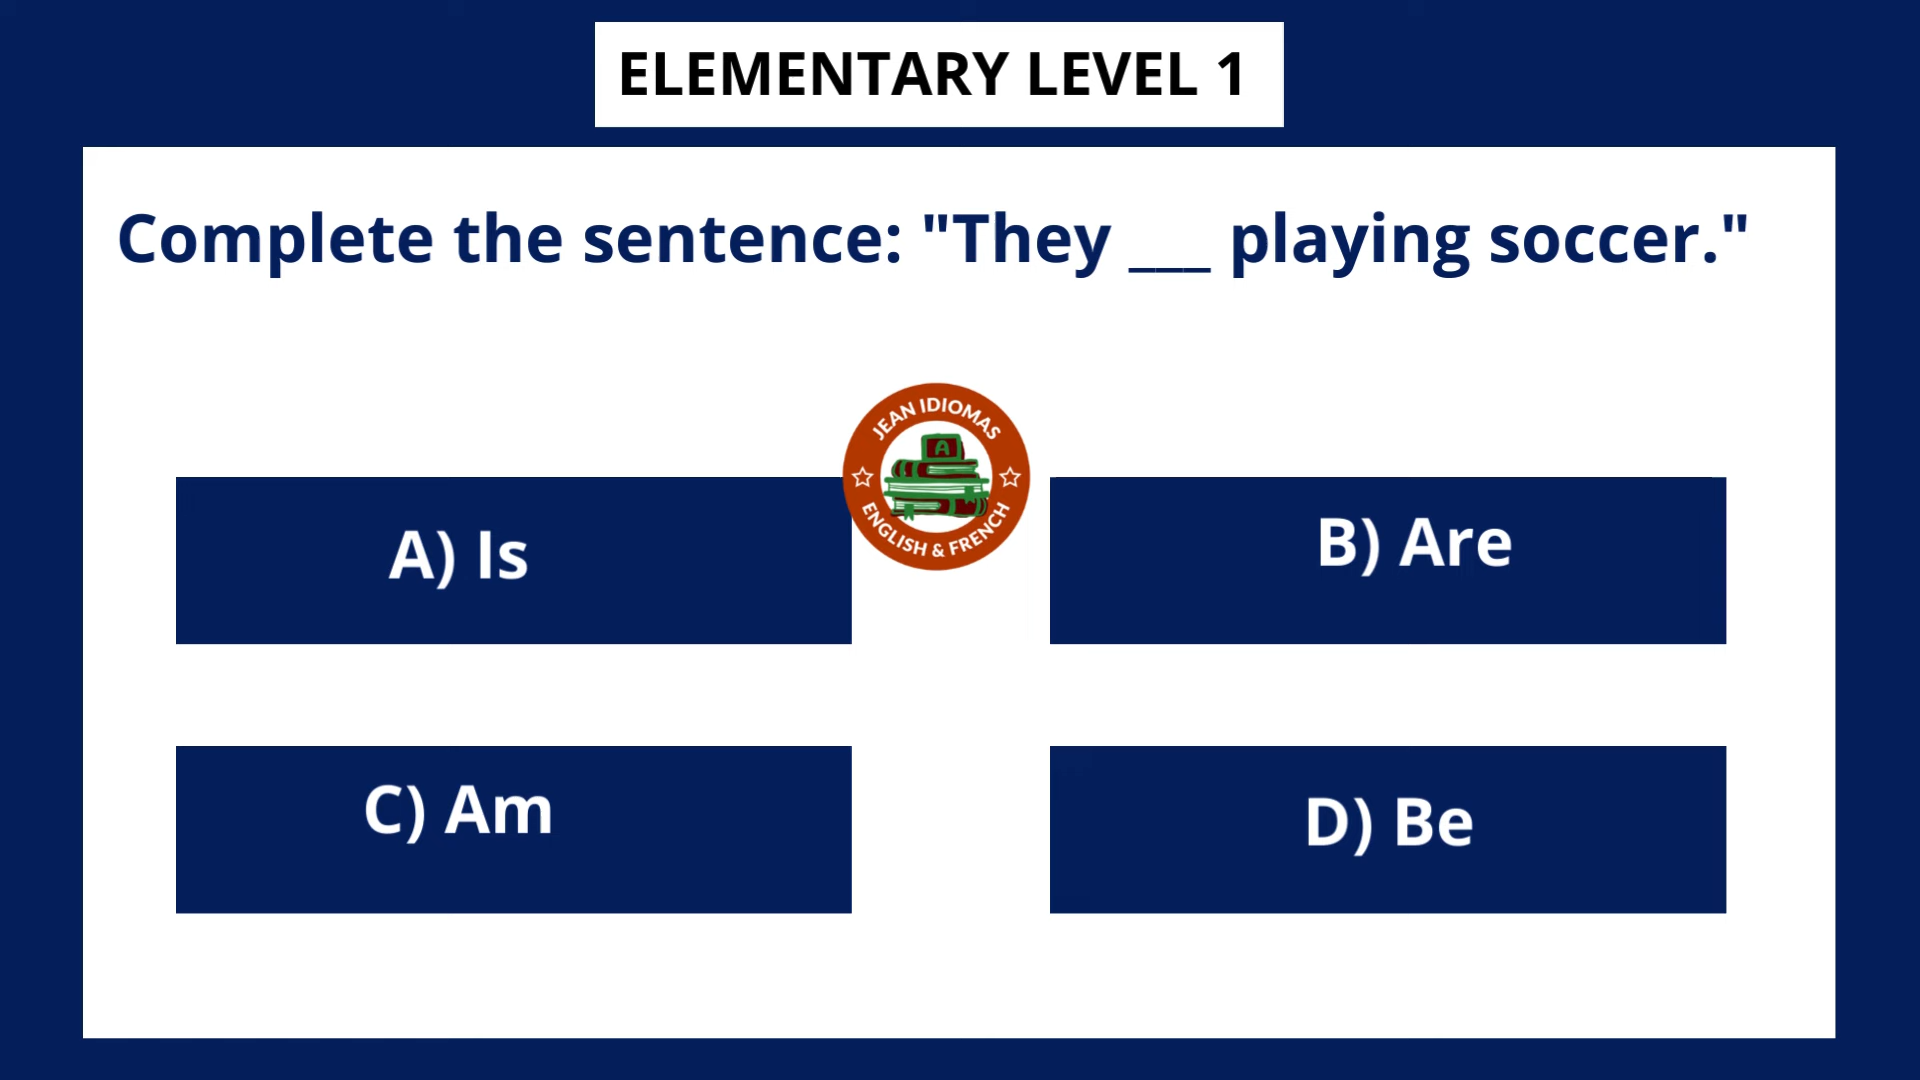 ELEMENTARY LEVEL 1
Complete the sentence: "They ___ playing soccer."
JEAN IDIOMAS
A
ENGLISH & FRENCH
A) Is
B) Are
C) Am
D) Be